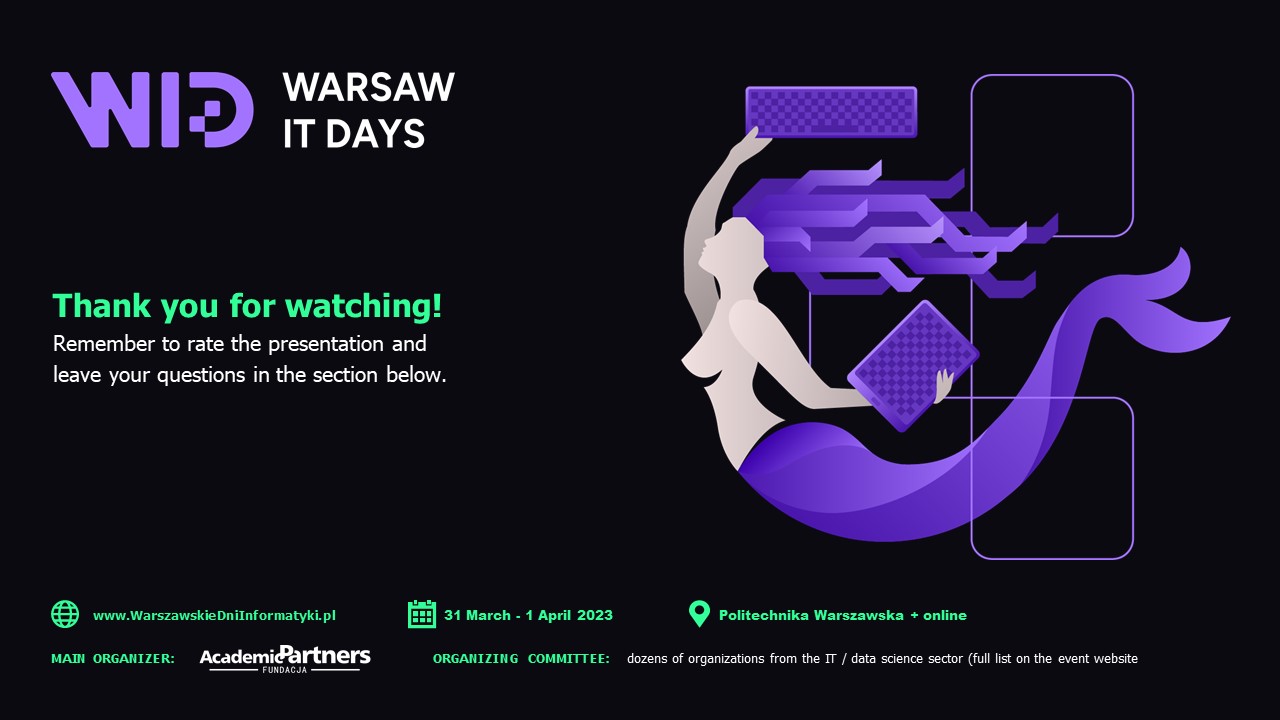 WID
WARSAW
IT DAYS
Thank you for watching!
Remember to rate the presentation and
leave your questions in the section below.
www.WarszawskieDniInformatyki.pl
31 March - 1 April 2023
Politechnika Warszawska + online
MAIN ORGANIZER:
AcademicPartners
FUNDACJA
ORGANIZING COMMITTEE:
dozens of organizations from the IT / data science sector (full list on the event website